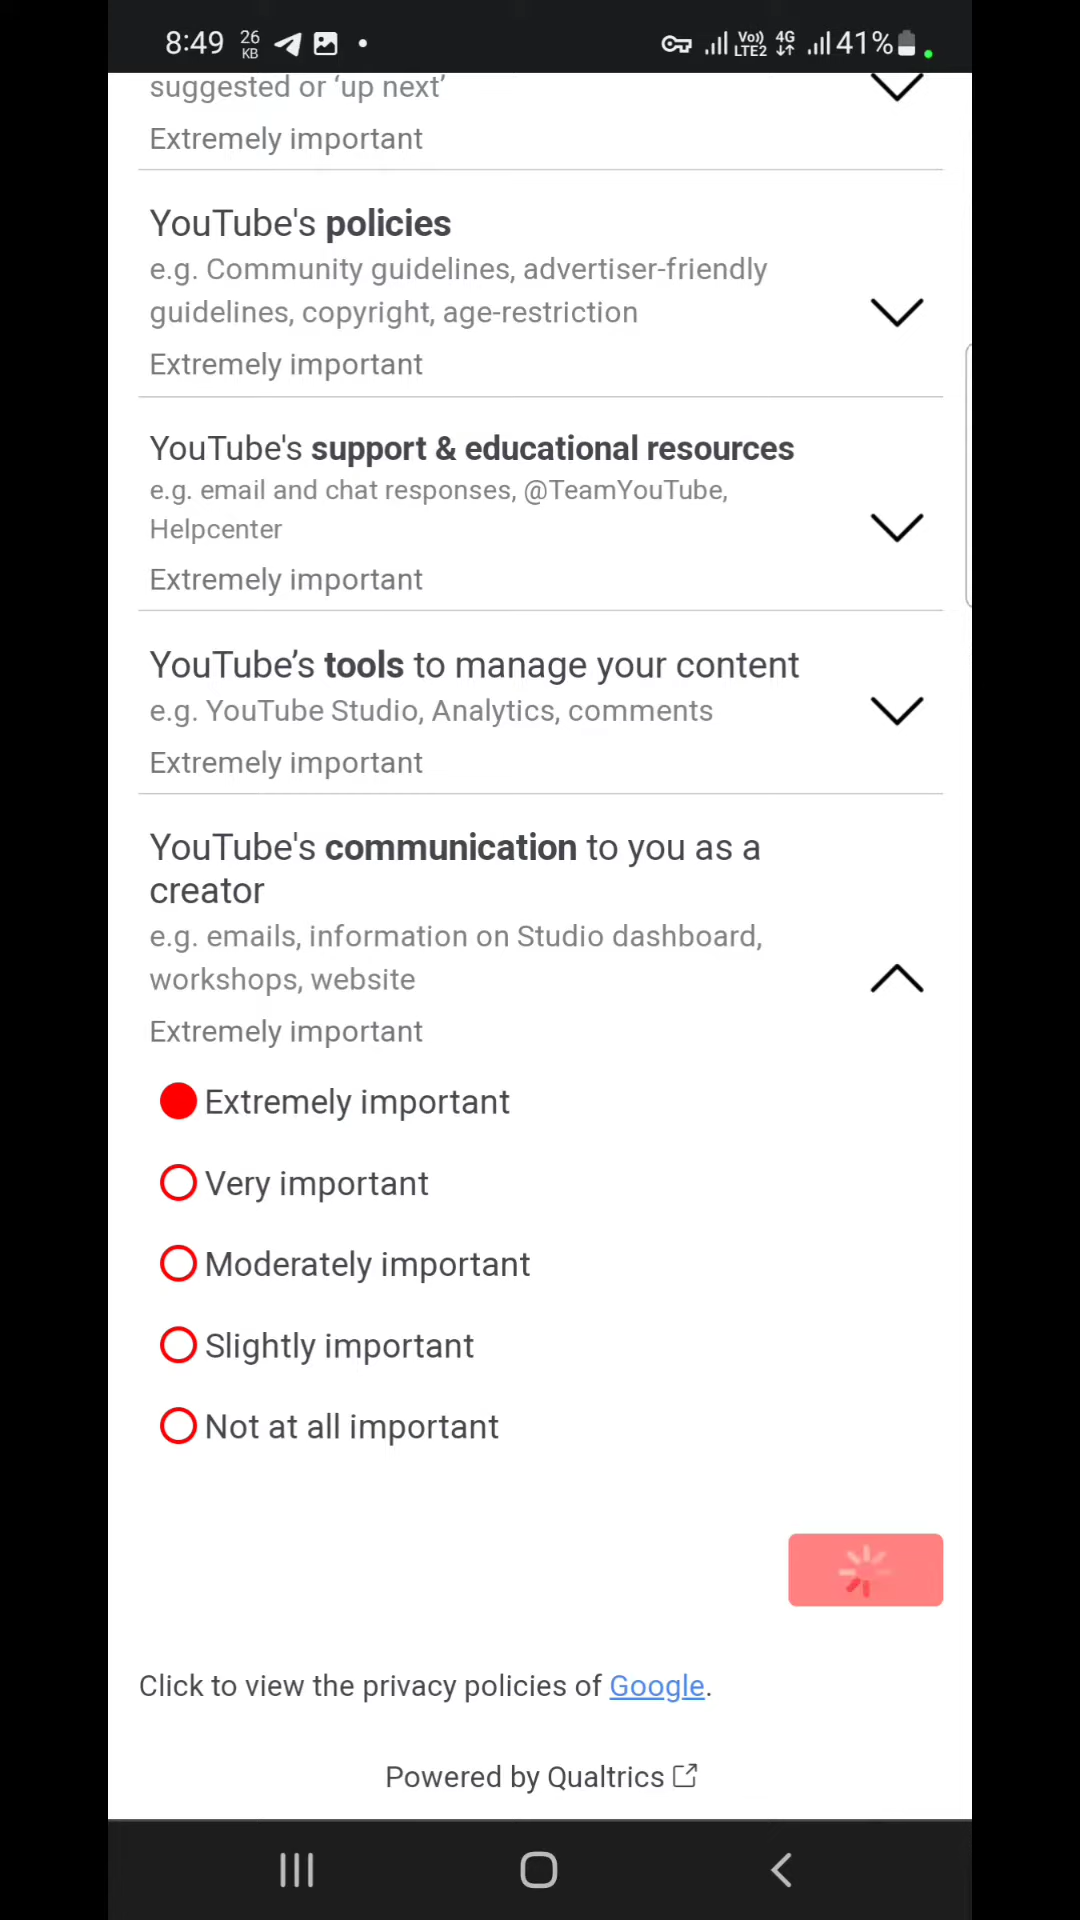 8:49 26 KB Vo)) LTE2 4G 41%
suggested or ‘up next’
Extremely important
YouTube's policies
e.g. Community guidelines, advertiser-friendly
guidelines, copyright, age-restriction
Extremely important
YouTube's support & educational resources
e.g. email and chat responses, @TeamYouTube,
Helpcenter
Extremely important
YouTube’s tools to manage your content
e.g. YouTube Studio, Analytics, comments
Extremely important
YouTube's communication to you as a
creator
e.g. emails, information on Studio dashboard,
workshops, website
Extremely important
Extremely important
Very important
Moderately important
Slightly important
Not at all important
Click to view the privacy policies of Google.
Powered by Qualtrics